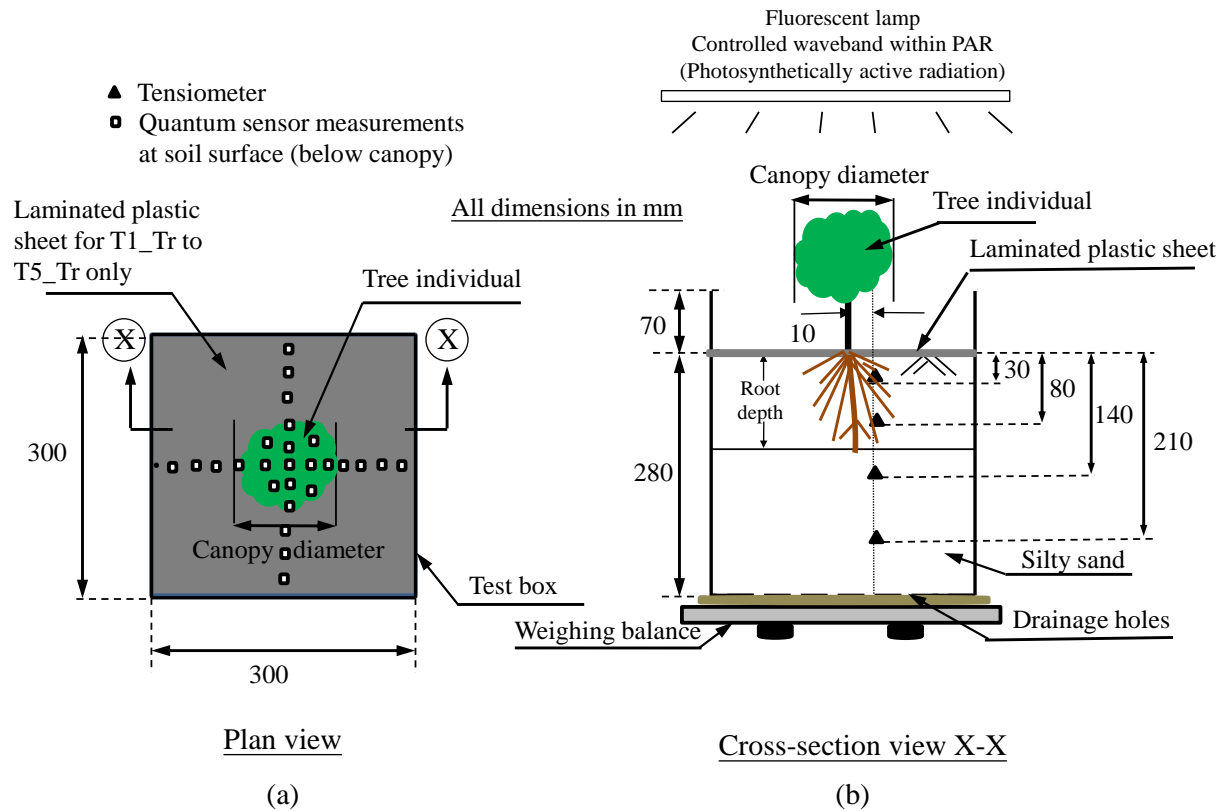 Fluorescent lamp
Controlled waveband within PAR
(Photosynthetically active radiation)
Tensiometer
Quantum sensor measurements
at soil surface (below canopy)
Laminated plastic
sheet for T1_Tr to
T5_Tr only
Tree individual
X
X
300
Canopy diameter
Test box
300
Plan view
(a)
All dimensions in mm
Canopy diameter
Tree individual
Laminated plastic sheet
70
10
30
Root
depth
80
140
210
280
Silty sand
Drainage holes
Weighing balance
Cross-section view X-X
(b)